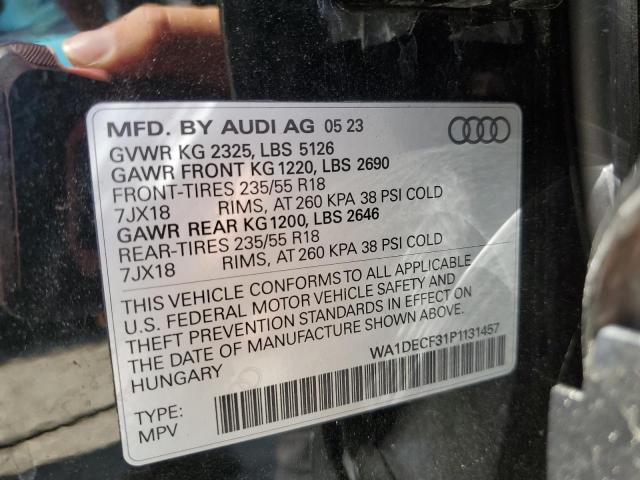 MFD. BY AUDI AG 05 23
GVWR KG 2325, LBS 5126
GAWR FRONT KG 1220, LBS 2690
FRONT-TIRES 235/55 R18
7JX18 RIMS, AT 260 KPA 38 PSI COLD
GAWR REAR KG 1200, LBS 2646
REAR-TIRES 235/55 R18
7JX18 RIMS, AT 260 KPA 38 PSI COLD
THIS VEHICLE CONFORMS TO ALL APPLICABLE
U.S. FEDERAL MOTOR VEHICLE SAFETY AND
THEFT PREVENTION STANDARDS IN EFFECT ON
THE DATE OF MANUFACTURE SHOWN ABOVE.
HUNGARY
WA1DECF31P1131457
TYPE:
MPV